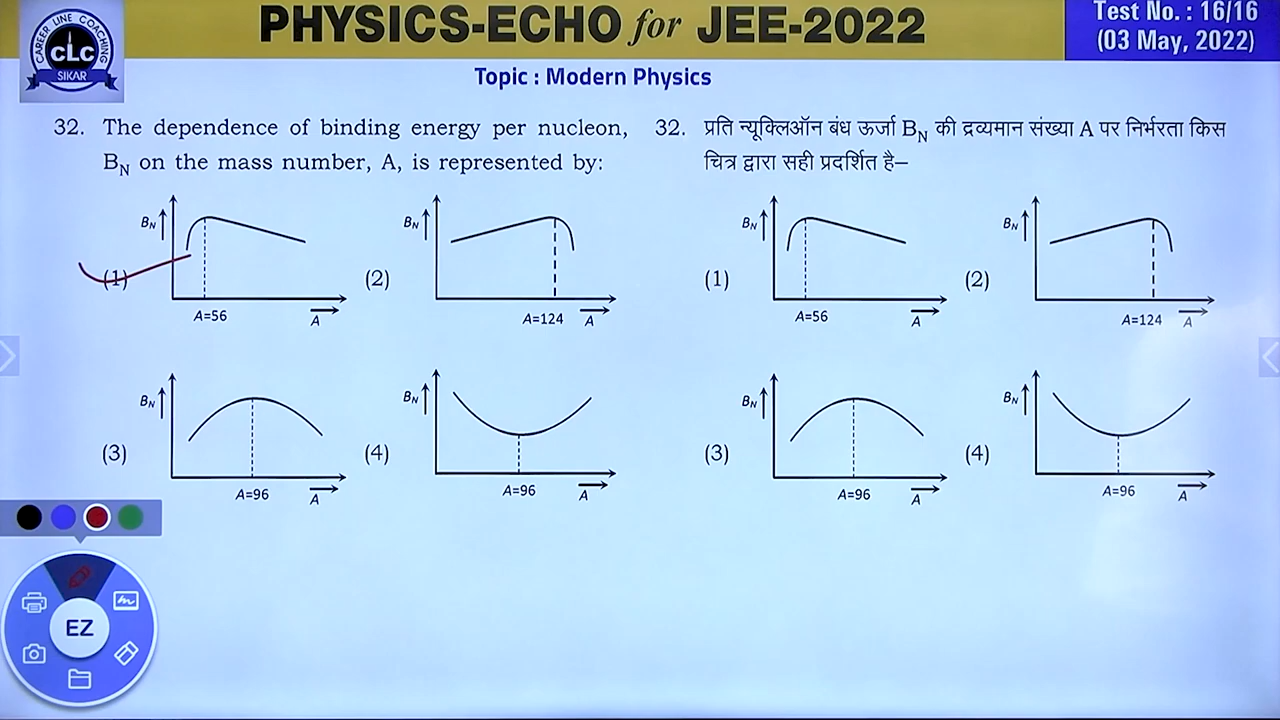 CAREER LINE COACHING
CLC
SIKAR
PHYSICS-ECHO for JEE-2022
Test No. : 16/16
(03 May, 2022)
Topic : Modern Physics
32. The dependence of binding energy per nucleon,
B_N on the mass number, A, is represented by:
B_N
(1)
A=56
A
B_N
(2)
A=124
A
B_N
(3)
A=96
A
B_N
(4)
A=96
A
32. प्रति न्यूक्लिऑन बंध ऊर्जा B_N की द्रव्यमान संख्या A पर निर्भरता किस
चित्र द्वारा सही प्रदर्शित है–
B_N
(1)
A=56
A
B_N
(2)
A=124
A
B_N
(3)
A=96
A
B_N
(4)
A=96
A
EZ